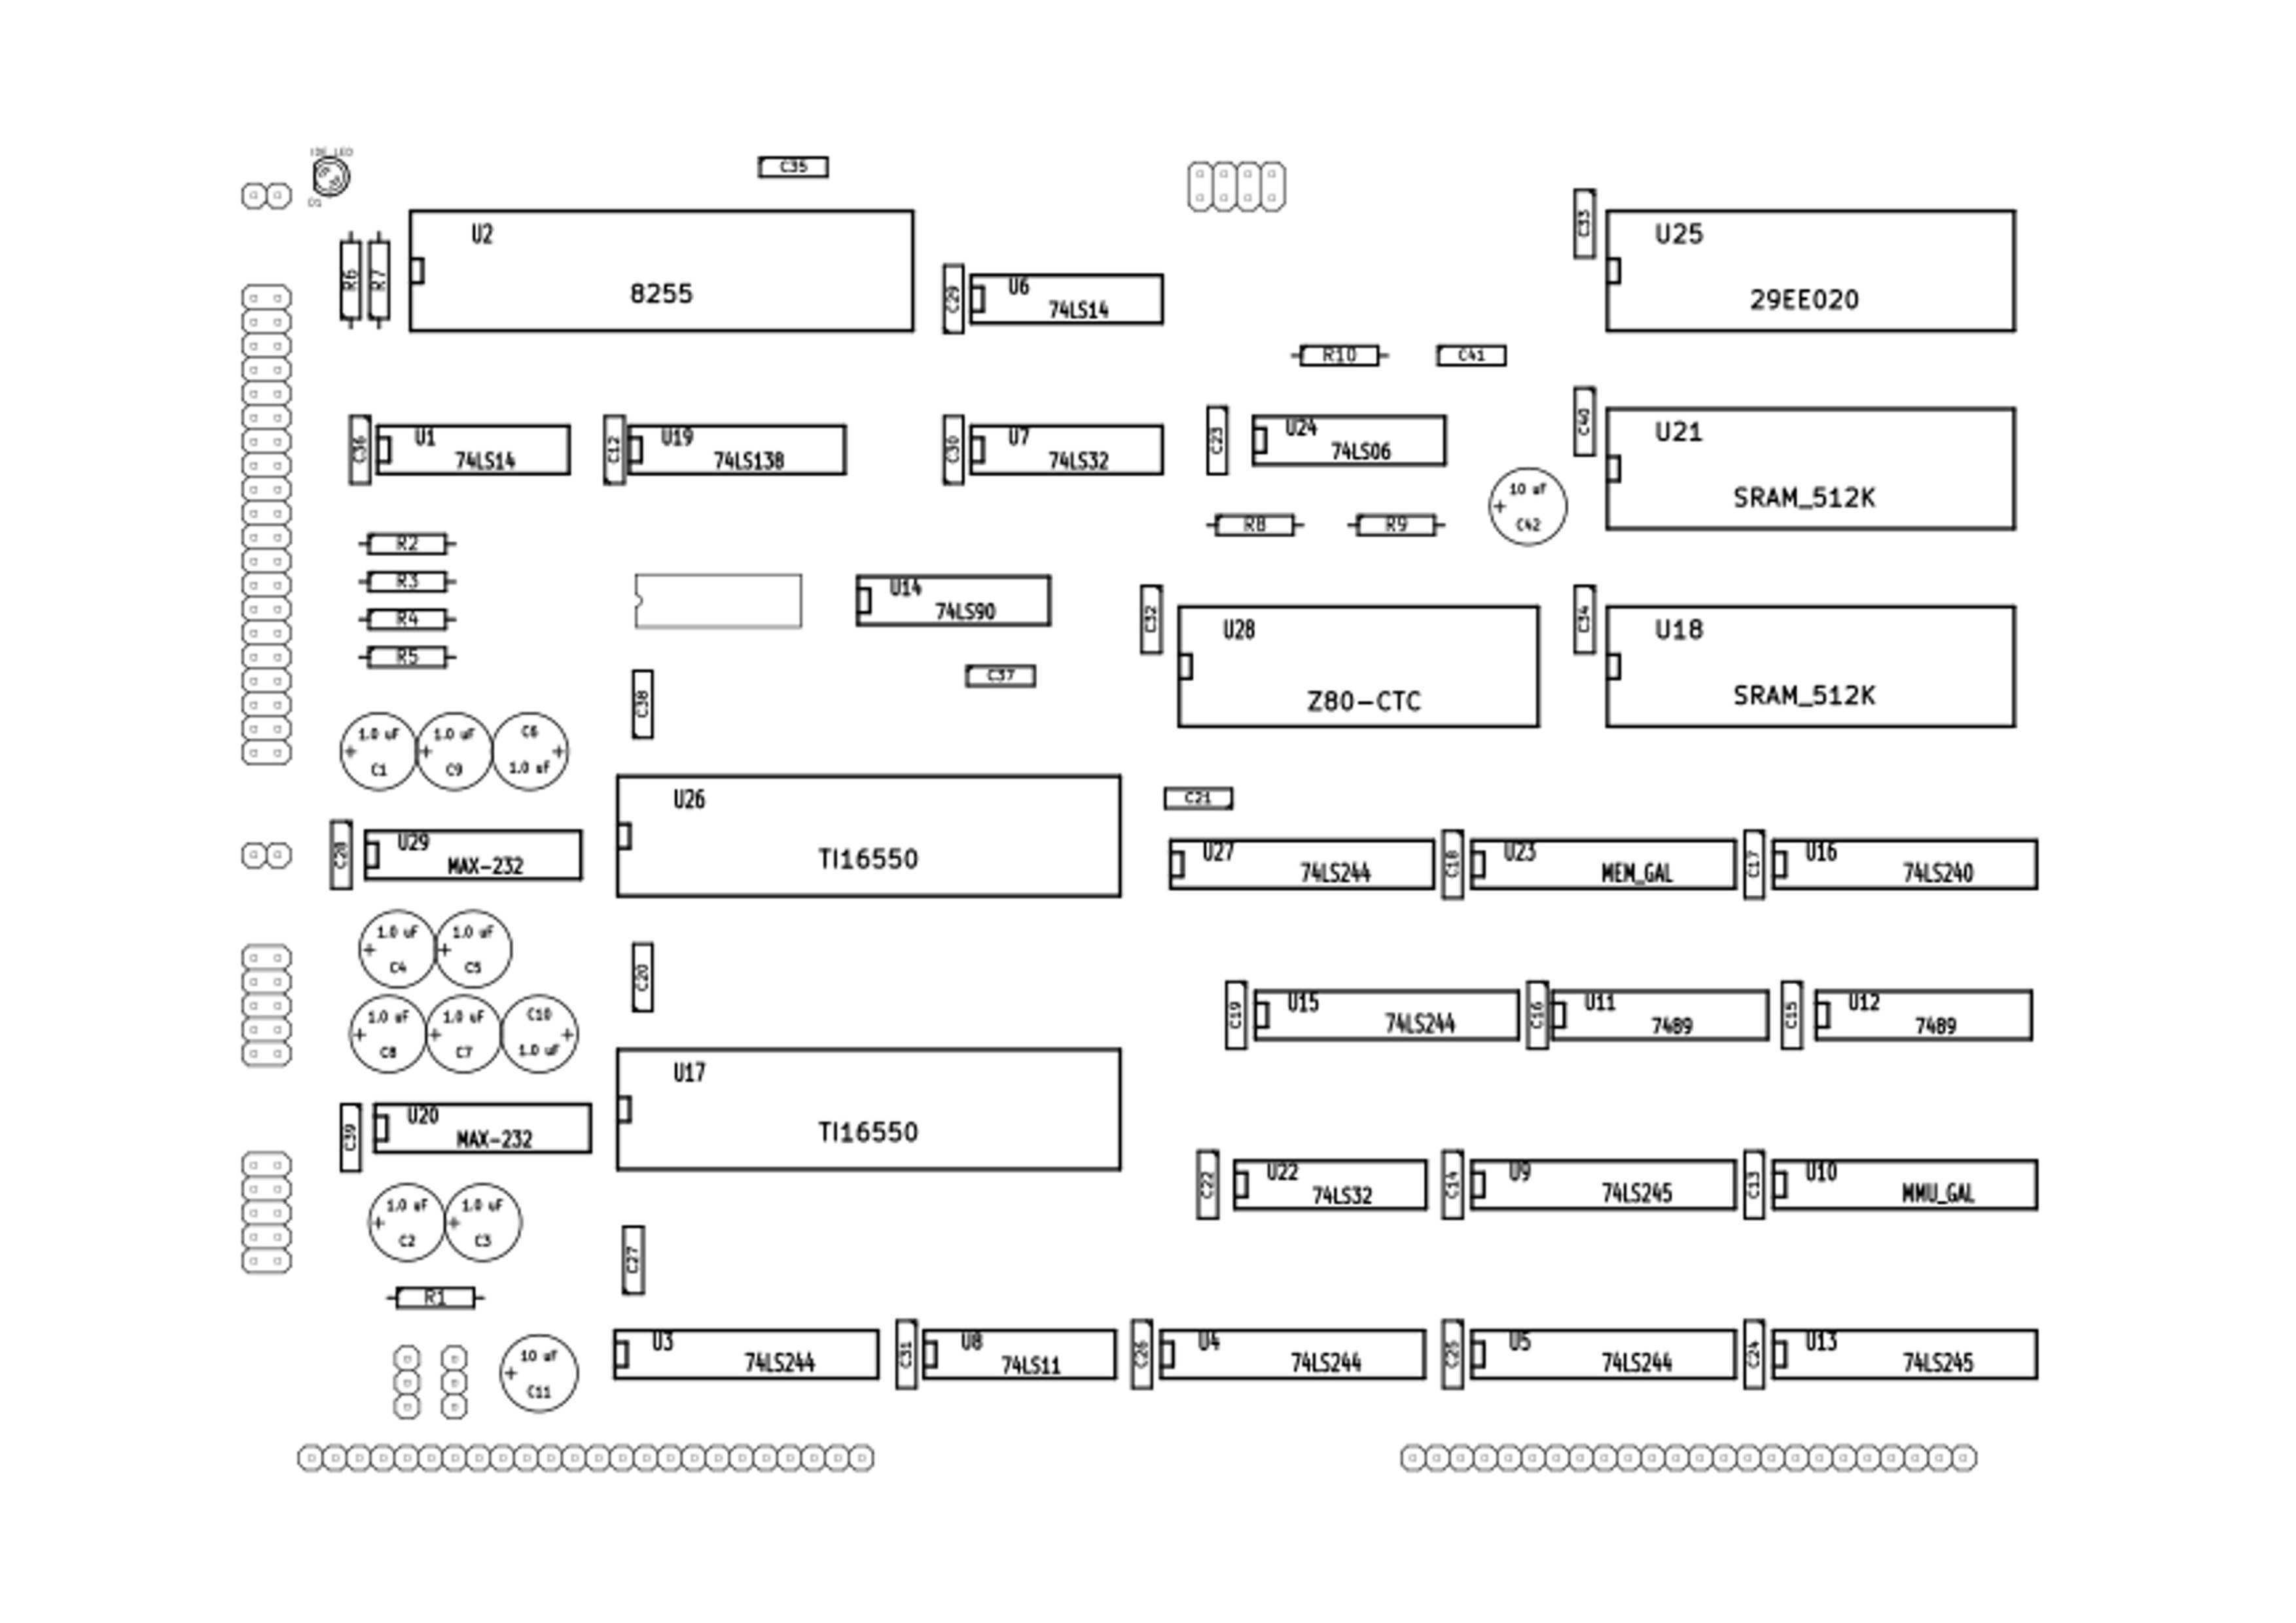 IDE_LED
D1
C35
U2
8255
R6
R7
C29
U6
74LS14
C33
U25
29EE020
R10
C41
C36
U1
74LS14
C12
U19
74LS138
C30
U7
74LS32
C23
U24
74LS06
C40
U21
SRAM_512K
10 uF
C42
R8
R9
R2
R3
R4
R5
U14
74LS90
C37
C38
C32
U28
Z80-CTC
C34
U18
SRAM_512K
1.0 uF
C1
1.0 uF
C9
C6
1.0 uF
U26
TI16550
C21
C28
U29
MAX-232
U27
74LS244
C18
U23
MEM_GAL
C17
U16
74LS240
1.0 uF
C4
1.0 uF
C5
C20
1.0 uF
C8
1.0 uF
C7
C10
1.0 uF
C19
U15
74LS244
C16
U11
7489
C15
U12
7489
U17
TI16550
C39
U20
MAX-232
C22
U22
74LS32
C14
U9
74LS245
C13
U10
MMU_GAL
1.0 uF
C2
1.0 uF
C3
C27
R1
10 uF
C11
U3
74LS244
C31
U8
74LS11
C26
U4
74LS244
C25
U5
74LS244
C24
U13
74LS245